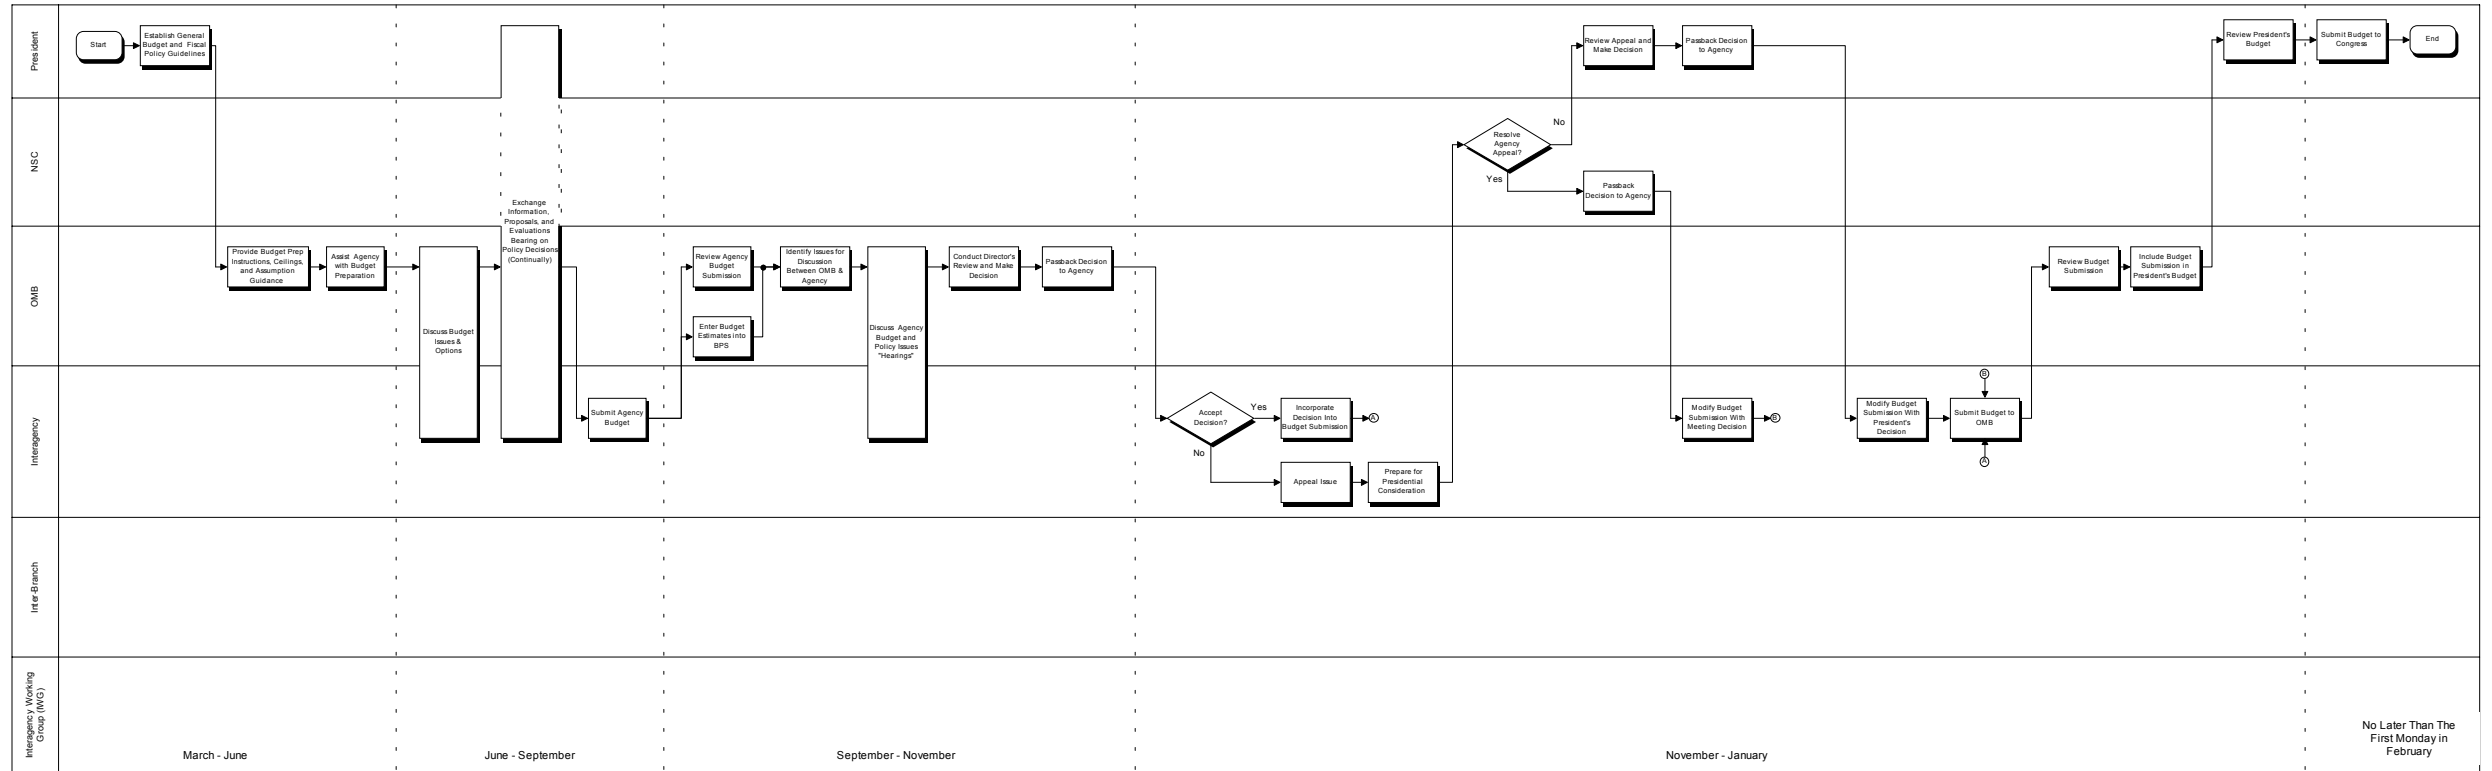 President
Start
Establish General
Budget and Fiscal
Policy Guidelines
Review Appeal and
Make Decision
Passback Decision
to Agency
Review President's
Budget
Submit Budget to
Congress
End
NSC
Resolve
Agency
Appeal?
No
Yes
Passback
Decision to Agency
Exchange
Information,
Proposals, and
Evaluations
Bearing on
Policy Decisions
(Continually)
OMB
Provide Budget Prep
Instructions, Ceilings,
and Assumption
Guidance
Assist Agency
with Budget
Preparation
Discuss Budget
Issues &
Options
Review Agency
Budget
Submission
Enter Budget
Estimates into
BPS
Identify Issues for
Discussion
Between OMB &
Agency
Discuss Agency
Budget and
Policy Issues
"Hearings"
Conduct Director's
Review and Make
Decision
Passback Decision
to Agency
Review Budget
Submission
Include Budget
Submission in
President's Budget
Interagency
Submit Agency
Budget
Accept
Decision?
Yes
No
Incorporate
Decision Into
Budget Submission
A
Appeal Issue
Prepare for
Presidential
Consideration
Modify Budget
Submission With
Meeting Decision
B
Modify Budget
Submission With
President's
Decision
B
Submit Budget to
OMB
A
Inter-Branch
Interagency Working
Group (IWG)
March - June
June - September
September - November
November - January
No Later Than The
First Monday in
February